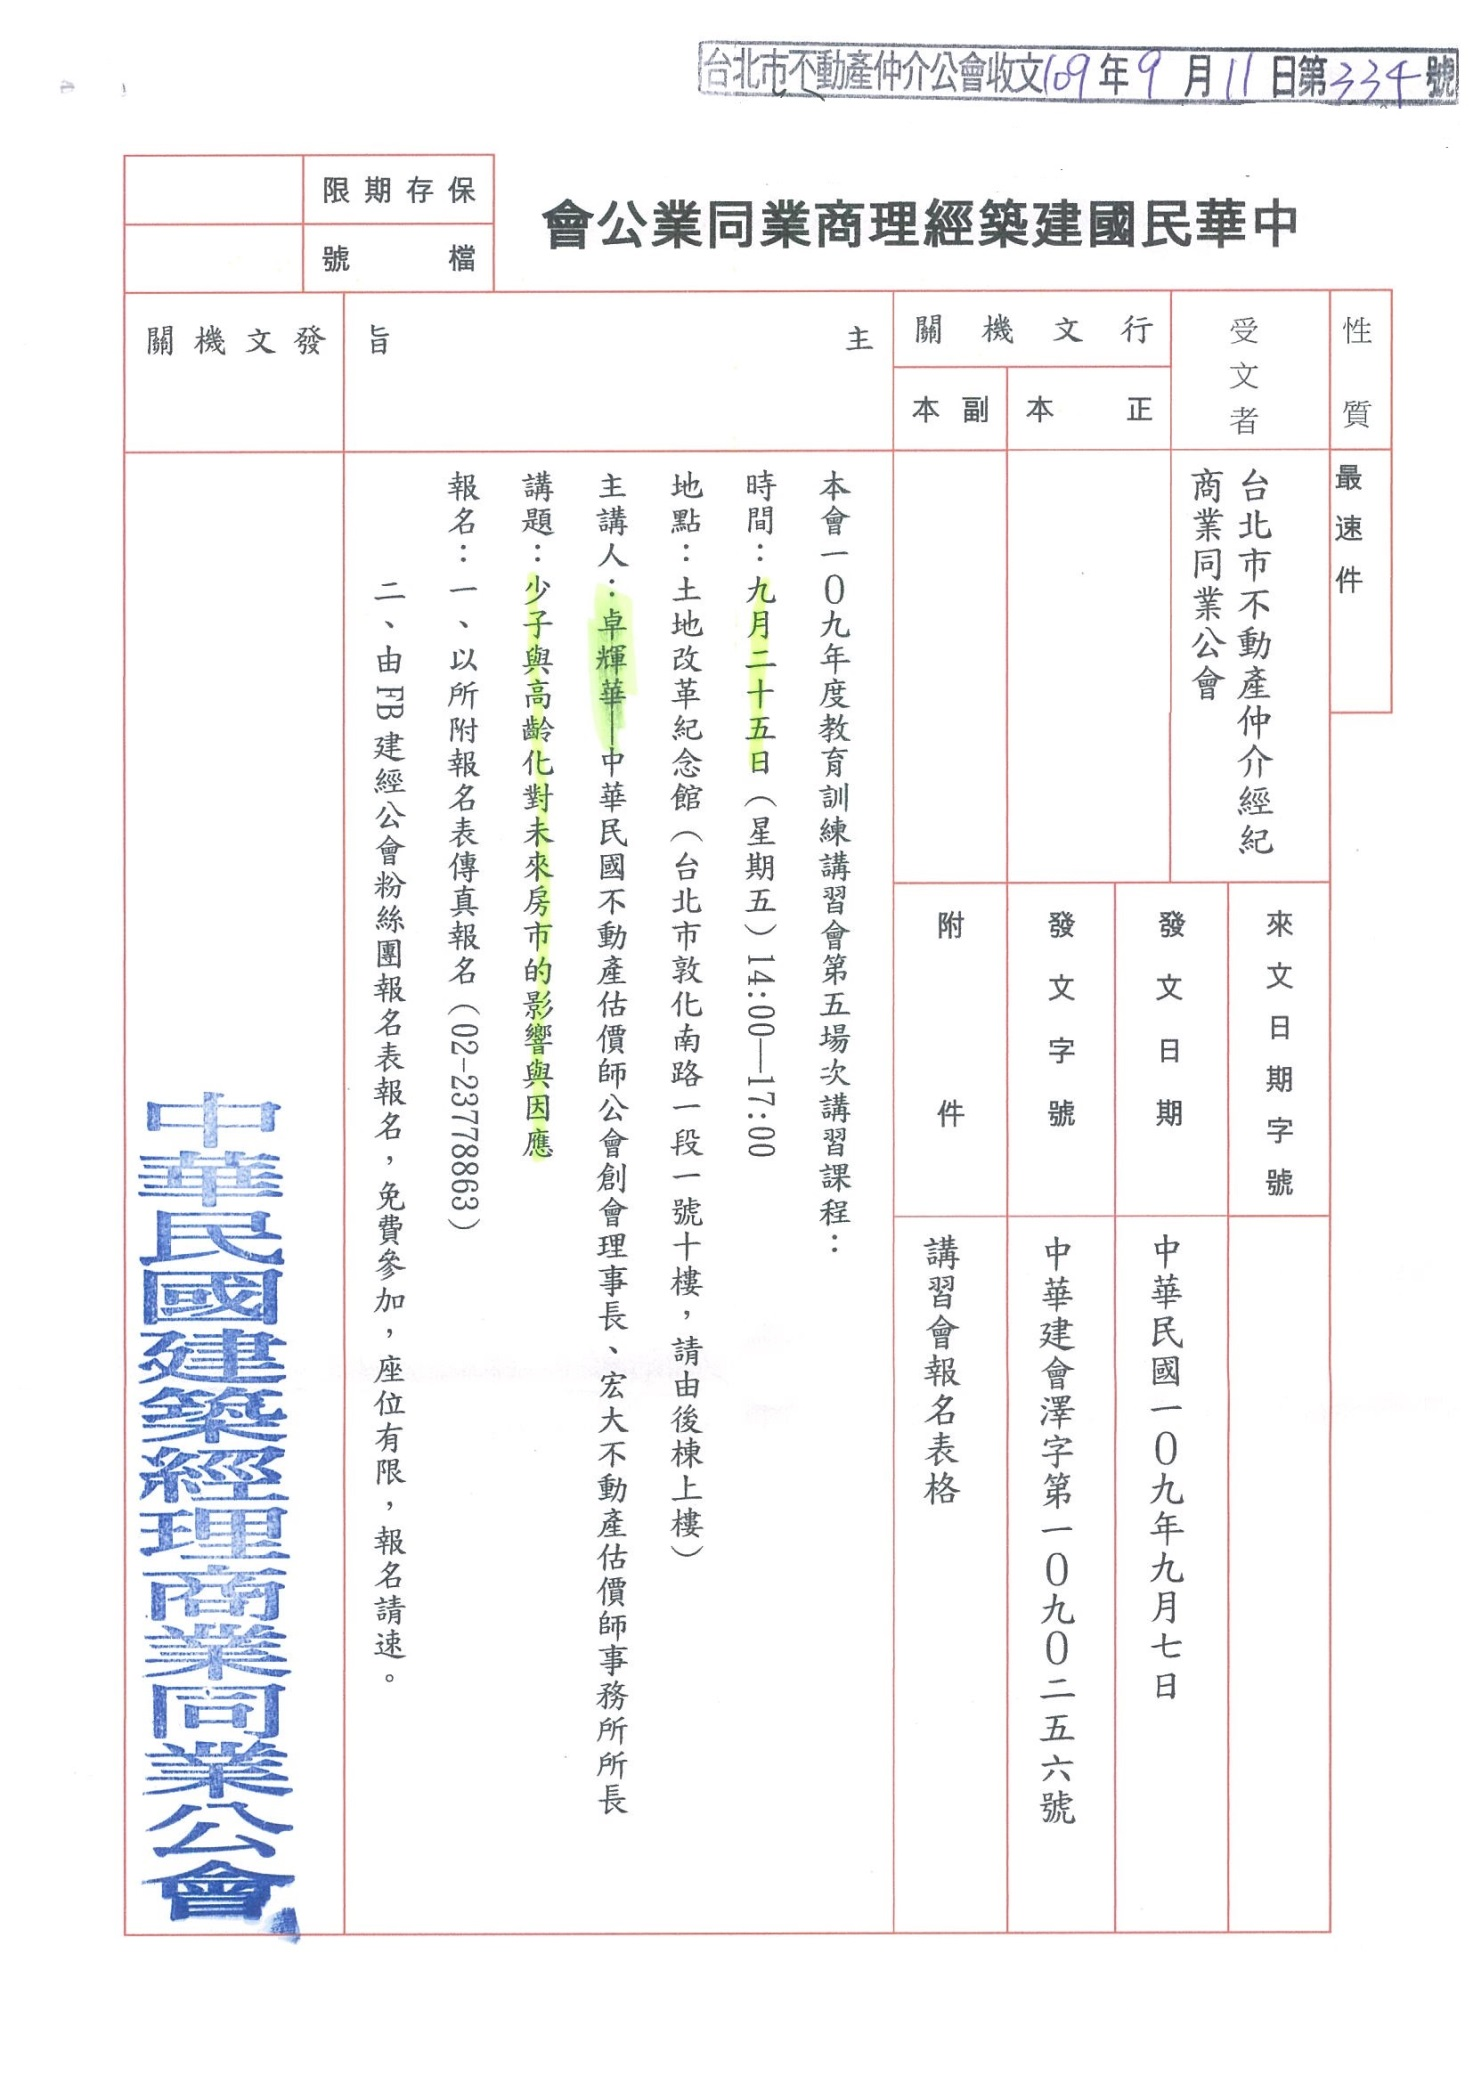 台北市不動產仲介公會收文109年9月11日第334號
中華民國建築經理商業同業公會
保存期限
檔號
性質
最速件
受文者
台北市不動產仲介經紀
商業同業公會
來文日期字號
行文機關
正本
副本
發文日期
中華民國一0九年九月七日
發文字號
中華建會澤字第一0九0二五六號
附件
講習會報名表格
主旨
本會一0九年度教育訓練講習會第五場次講習課程：
時間：九月二十五日（星期五）14:00—17:00
地點：土地改革紀念館（台北市敦化南路一段一號十樓，請由後棟上樓）
主講人：卓輝華—中華民國不動產估價師公會創會理事長、宏大不動產估價師事務所所長
講題：少子與高齡化對未來房市的影響與因應
報名：一、以所附報名表傳真報名（02-23778863）
二、由FB建經公會粉絲團報名表報名，免費參加，座位有限，報名請速。
發文機關
中華民國建築經理商業同業公會